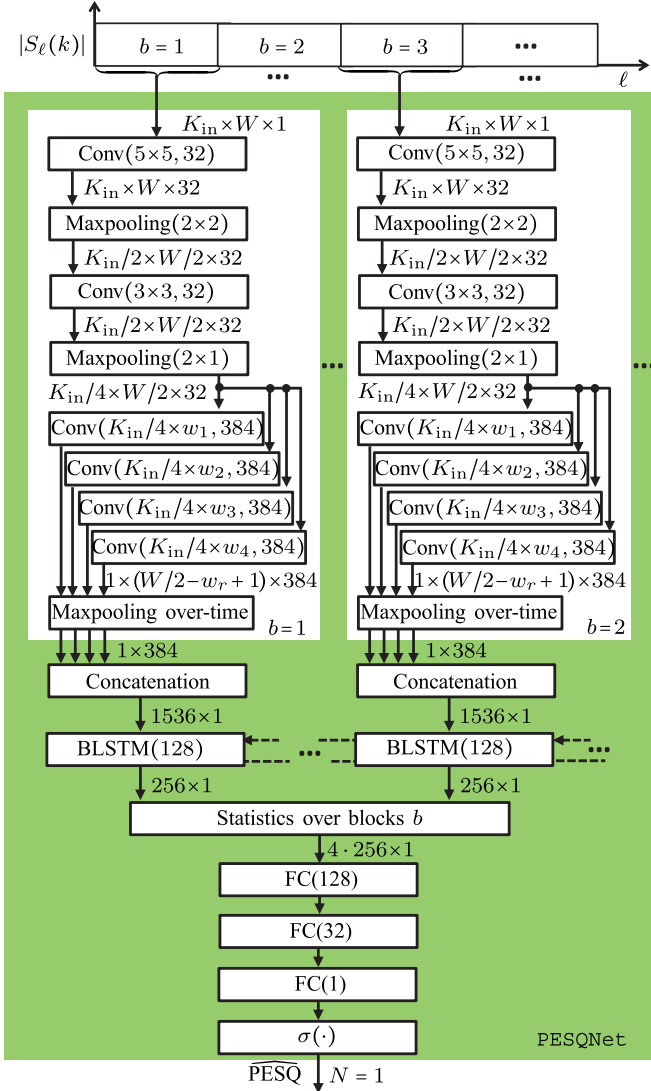 |S_ℓ(k)| b = 1 b = 2 b = 3 ...
... ... ℓ
K_in×W×1 K_in×W×1
Conv(5×5, 32) Conv(5×5, 32)
K_in×W×32 K_in×W×32
Maxpooling(2×2) Maxpooling(2×2)
K_in/2×W/2×32 K_in/2×W/2×32
Conv(3×3, 32) Conv(3×3, 32)
K_in/2×W/2×32 K_in/2×W/2×32
Maxpooling(2×1) ... Maxpooling(2×1) ...
K_in/4×W/2×32 K_in/4×W/2×32
Conv(K_in/4×w_1, 384) Conv(K_in/4×w_1, 384)
Conv(K_in/4×w_2, 384) Conv(K_in/4×w_2, 384)
Conv(K_in/4×w_3, 384) Conv(K_in/4×w_3, 384)
Conv(K_in/4×w_4, 384) Conv(K_in/4×w_4, 384)
1×(W/2−w_r+1)×384 1×(W/2−w_r+1)×384
Maxpooling over-time Maxpooling over-time
b=1 b=2
1×384 1×384
Concatenation Concatenation
1536×1 1536×1
BLSTM(128) ... BLSTM(128) ...
256×1 256×1
Statistics over blocks b
4 · 256×1
FC(128)
FC(32)
FC(1)
σ(·) PESQNet
\widehat{PESQ} N = 1